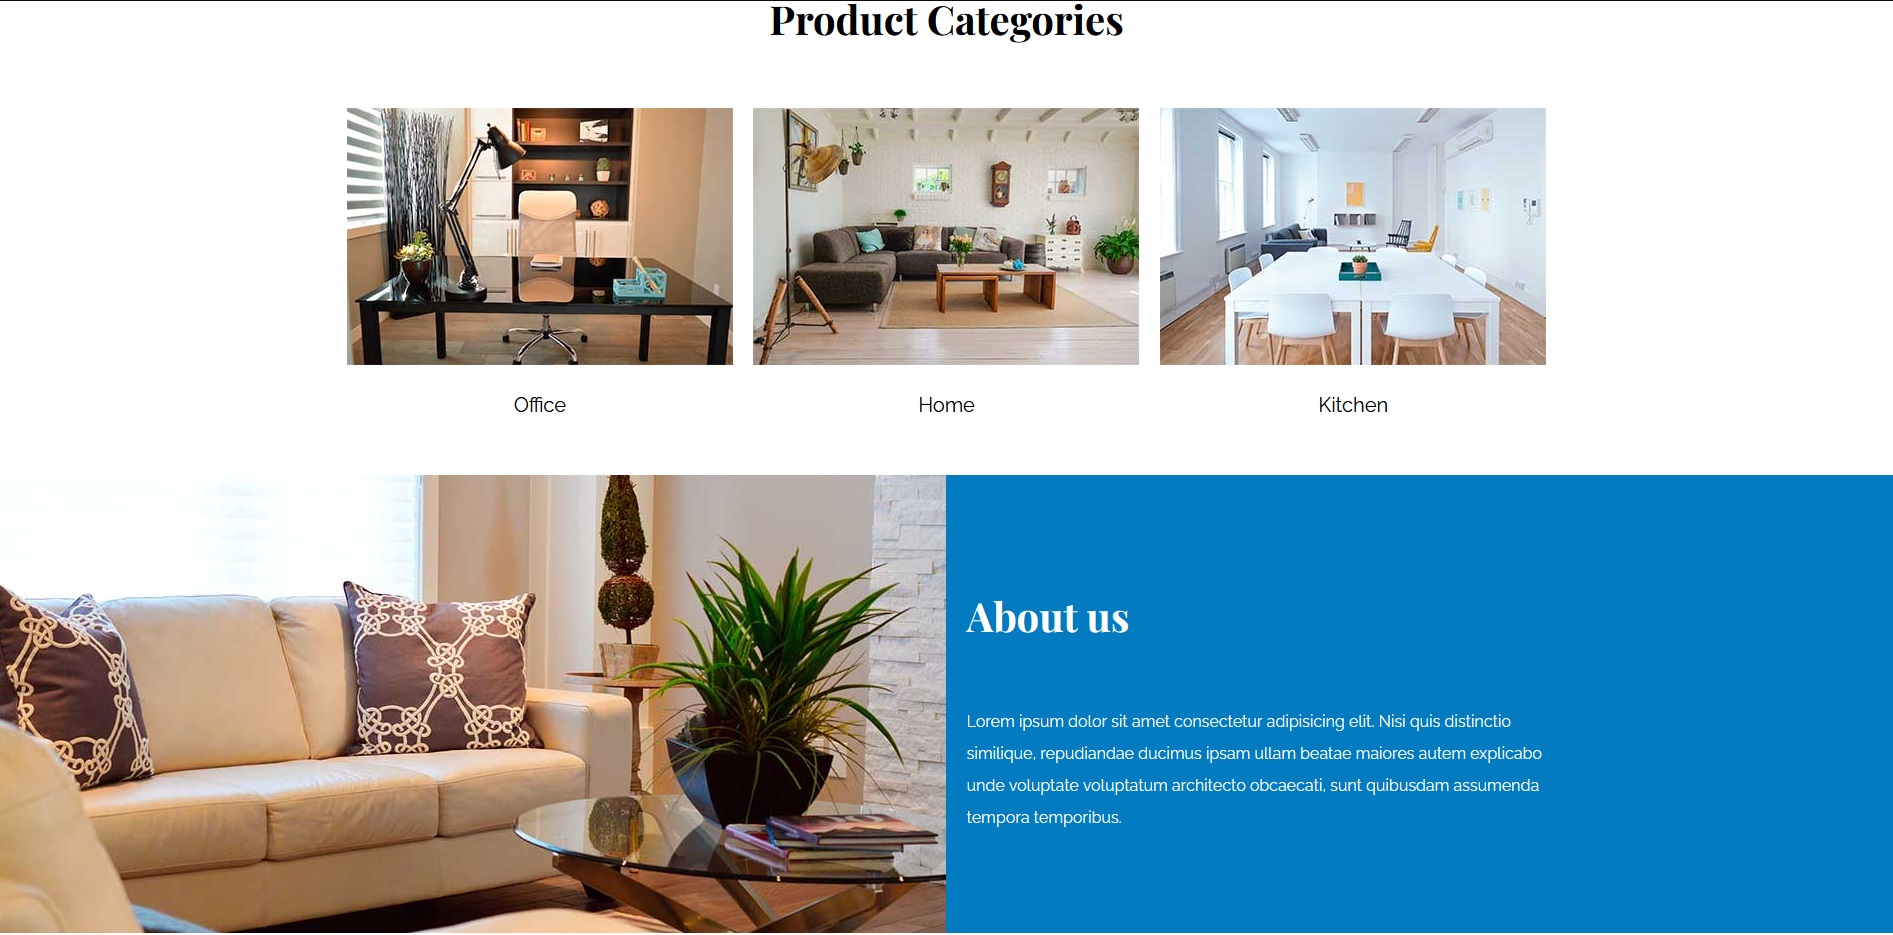 Product Categories
Office
Home
Kitchen
About us
Lorem ipsum dolor sit amet consectetur adipisicing elit. Nisi quis distinctio
similique, repudiandae ducimus ipsam ullam beatae maiores autem explicabo
unde voluptate voluptatum architecto obcaecati, sunt quibusdam assumenda
tempora temporibus.